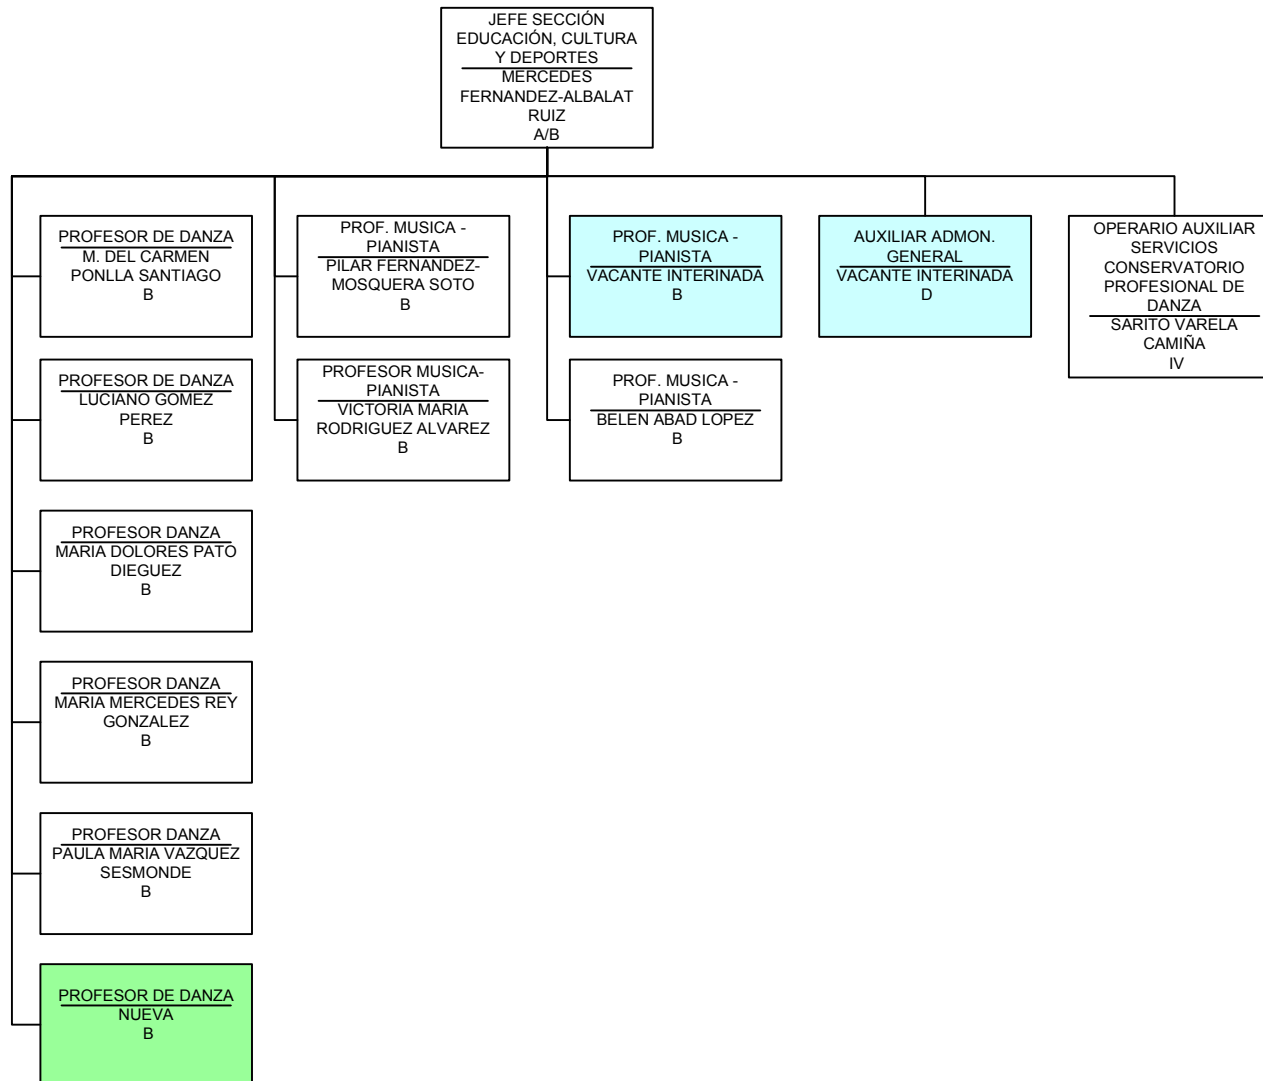 JEFE SECCIÓN
EDUCACIÓN, CULTURA
Y DEPORTES
MERCEDES
FERNANDEZ-ALBALAT
RUIZ
A/B
PROFESOR DE DANZA
M. DEL CARMEN
PONLLA SANTIAGO
B
PROF. MUSICA -
PIANISTA
PILAR FERNANDEZ-
MOSQUERA SOTO
B
PROF. MUSICA -
PIANISTA
VACANTE INTERINADA
B
AUXILIAR ADMON.
GENERAL
VACANTE INTERINADA
D
OPERARIO AUXILIAR
SERVICIOS
CONSERVATORIO
PROFESIONAL DE
DANZA
SARITO VARELA
CAMIÑA
IV
PROFESOR DE DANZA
LUCIANO GOMEZ
PEREZ
B
PROFESOR MUSICA-
PIANISTA
VICTORIA MARIA
RODRIGUEZ ALVAREZ
B
PROF. MUSICA -
PIANISTA
BELEN ABAD LOPEZ
B
PROFESOR DANZA
MARIA DOLORES PATO
DIEGUEZ
B
PROFESOR DANZA
MARIA MERCEDES REY
GONZALEZ
B
PROFESOR DANZA
PAULA MARIA VAZQUEZ
SESMONDE
B
PROFESOR DE DANZA
NUEVA
B